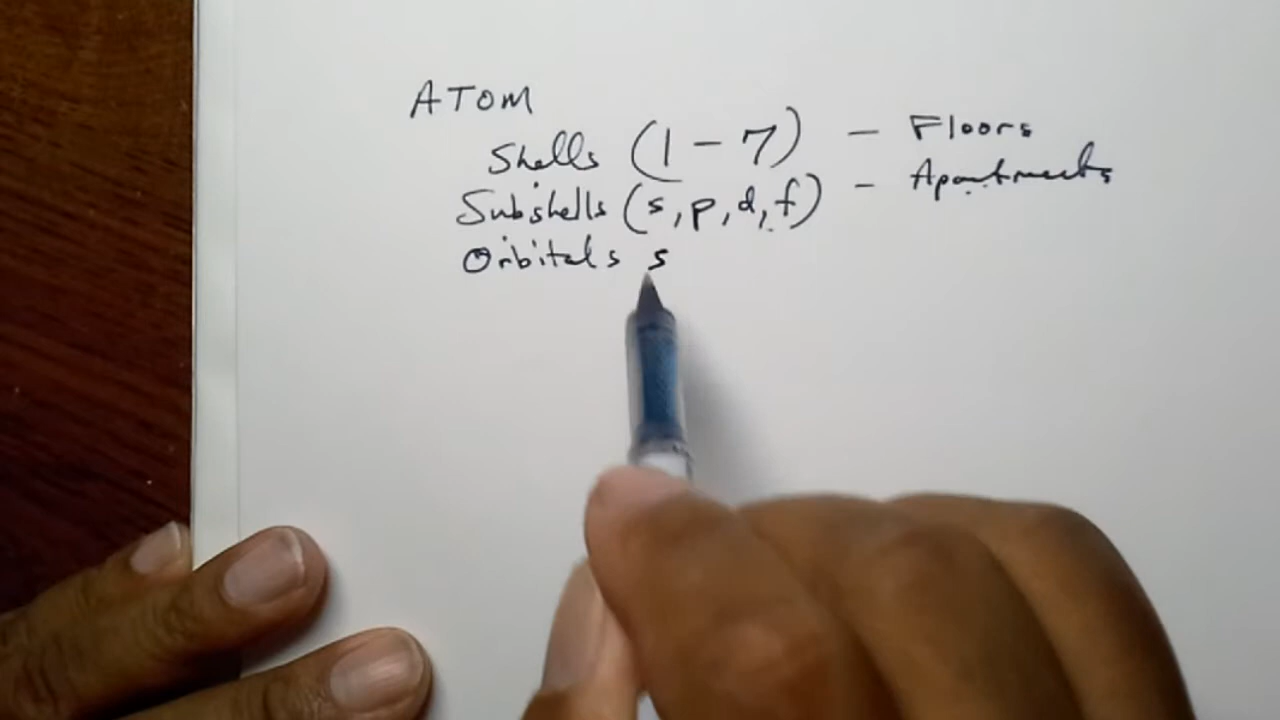 ATOM
Shells (1-7) - Floors
Subshells (s, p, d, f) - Apartments
Orbitals s